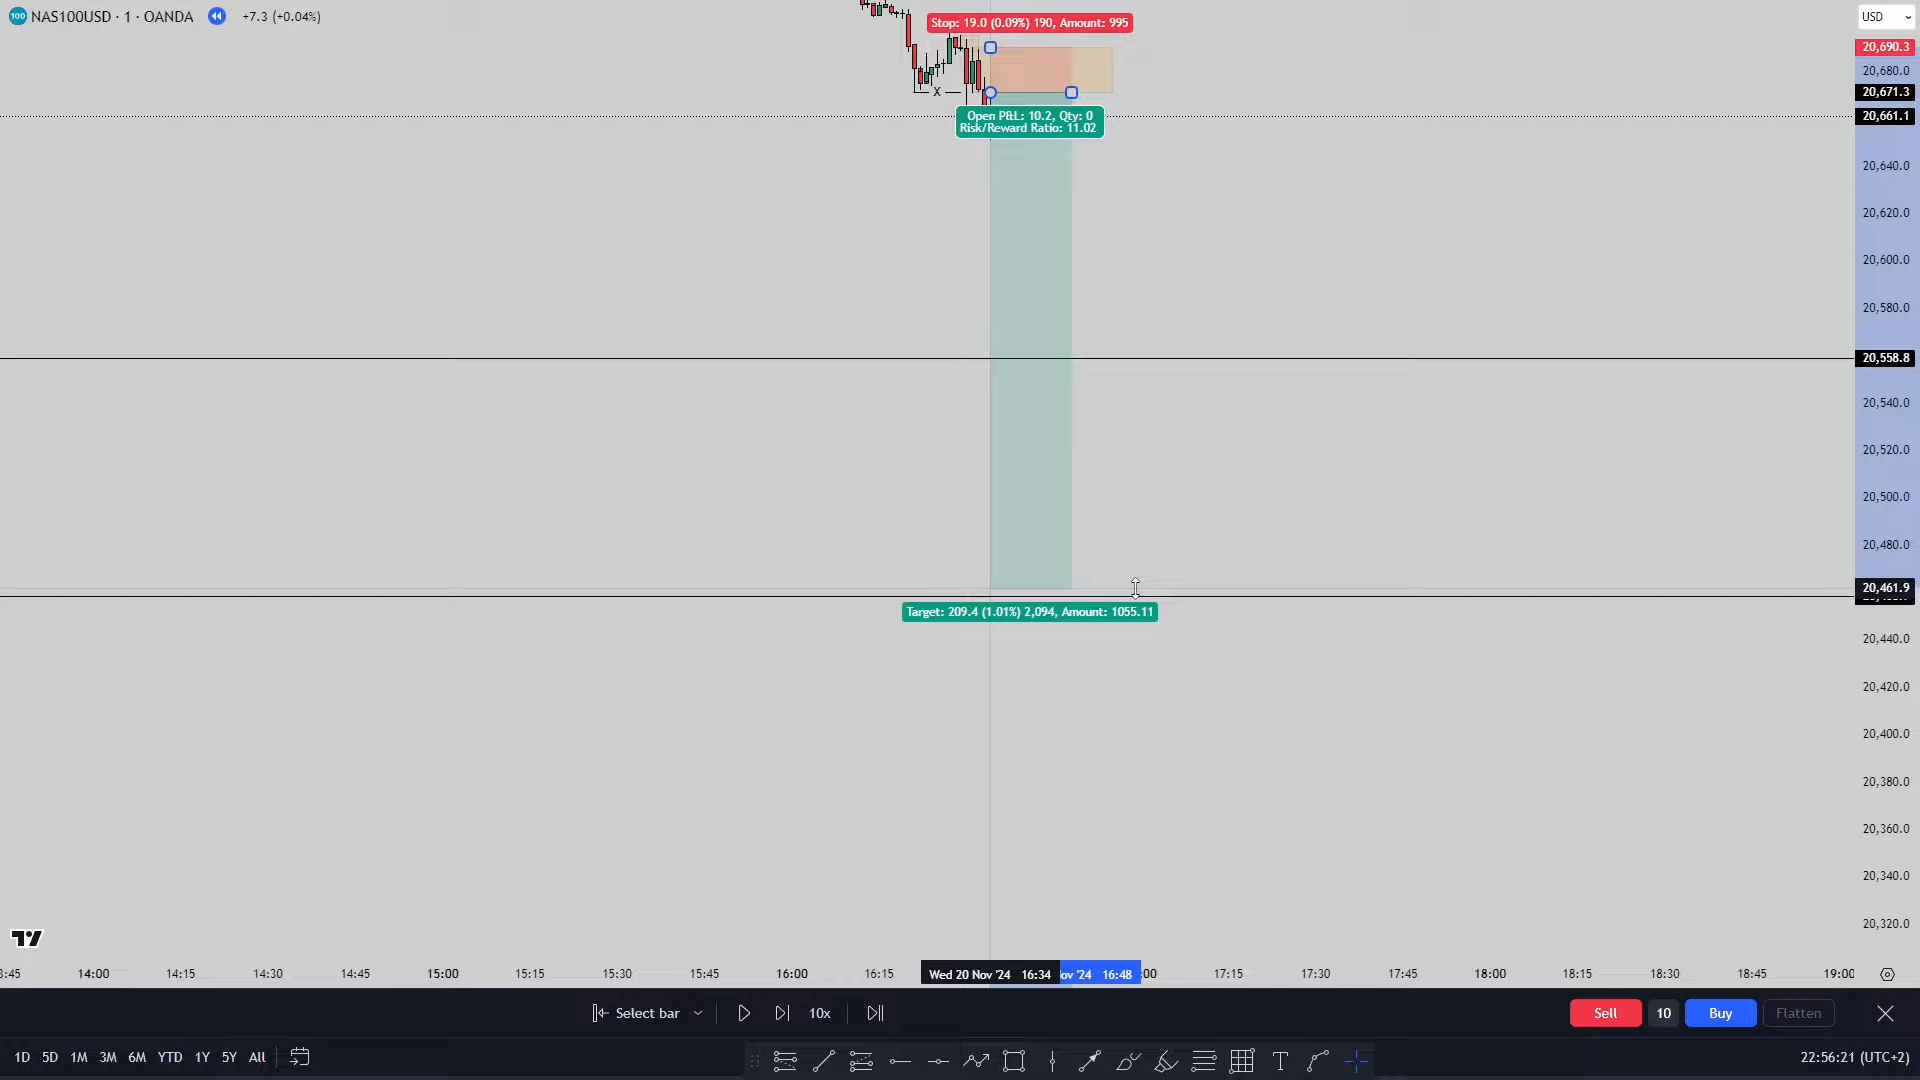 100 NAS100USD · 1 · OANDA +7.3 (+0.04%)
USD
Stop: 19.0 (0.09%) 190, Amount: 995
20,690.3
20,680.0
20,671.3
X
Open P&L: 10.2, Qty: 0
Risk/Reward Ratio: 11.02
20,661.1
20,640.0
20,620.0
20,600.0
20,580.0
20,558.8
20,540.0
20,520.0
20,500.0
20,480.0
20,461.9
Target: 209.4 (1.01%) 2,094, Amount: 1055.11
20,440.0
20,420.0
20,400.0
20,380.0
20,360.0
20,340.0
20,320.0
3:45 14:00 14:15 14:30 14:45 15:00 15:15 15:30 15:45 16:00 16:15 Wed 20 Nov '24 16:34 ov '24 16:48 :00 17:15 17:30 17:45 18:00 18:15 18:30 18:45 19:00
Select bar 10x Sell 10 Buy Flatten
1D 5D 1M 3M 6M YTD 1Y 5Y All T 22:56:21 (UTC+2)